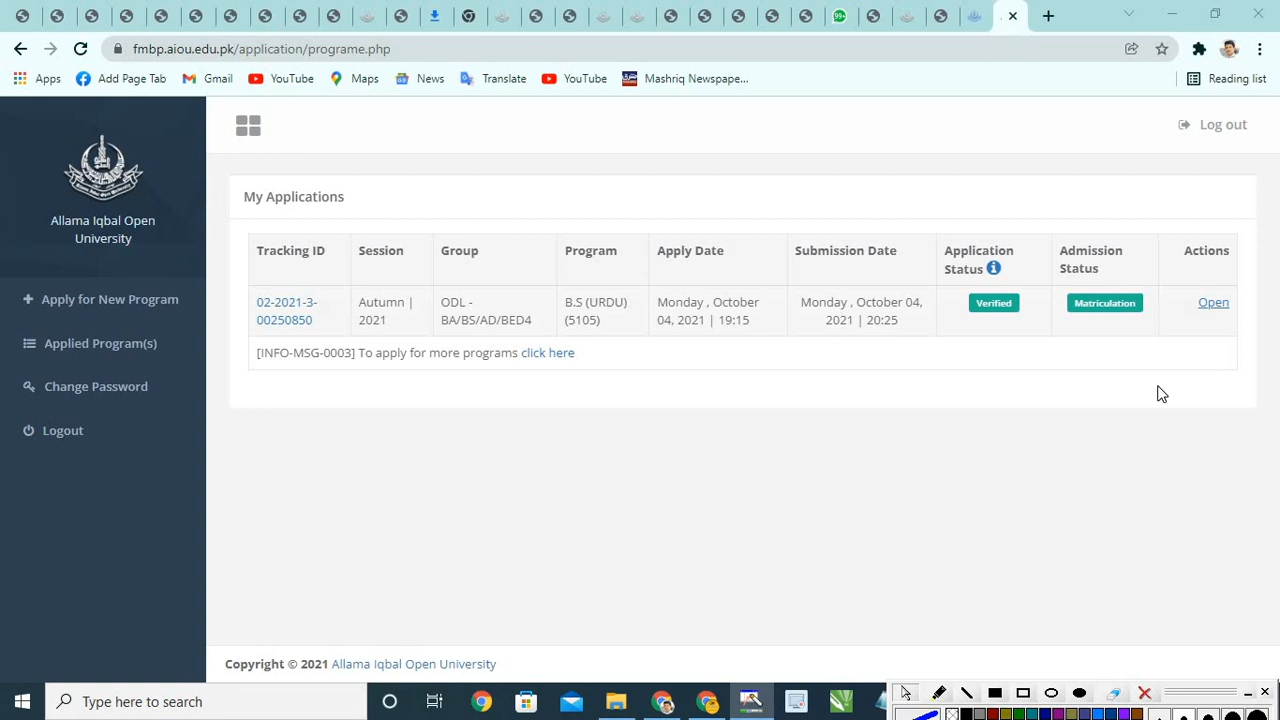 99+
fmbp.aiou.edu.pk/application/programe.php
Apps Add Page Tab Gmail YouTube Maps News Translate YouTube Mashriq Newspape... Reading list
Allama Iqbal Open
University
Apply for New Program
Applied Program(s)
Change Password
Logout
Log out
My Applications
Tracking ID Session Group Program Apply Date Submission Date Application Status Admission Status Actions
02-2021-3- Autumn | ODL - B.S (URDU) Monday , October Monday , October 04, Verified Matriculation Open
00250850 2021 BA/BS/AD/BED4 (5105) 04, 2021 | 19:15 2021 | 20:25
[INFO-MSG-0003] To apply for more programs click here
Copyright © 2021 Allama Iqbal Open University
Type here to search